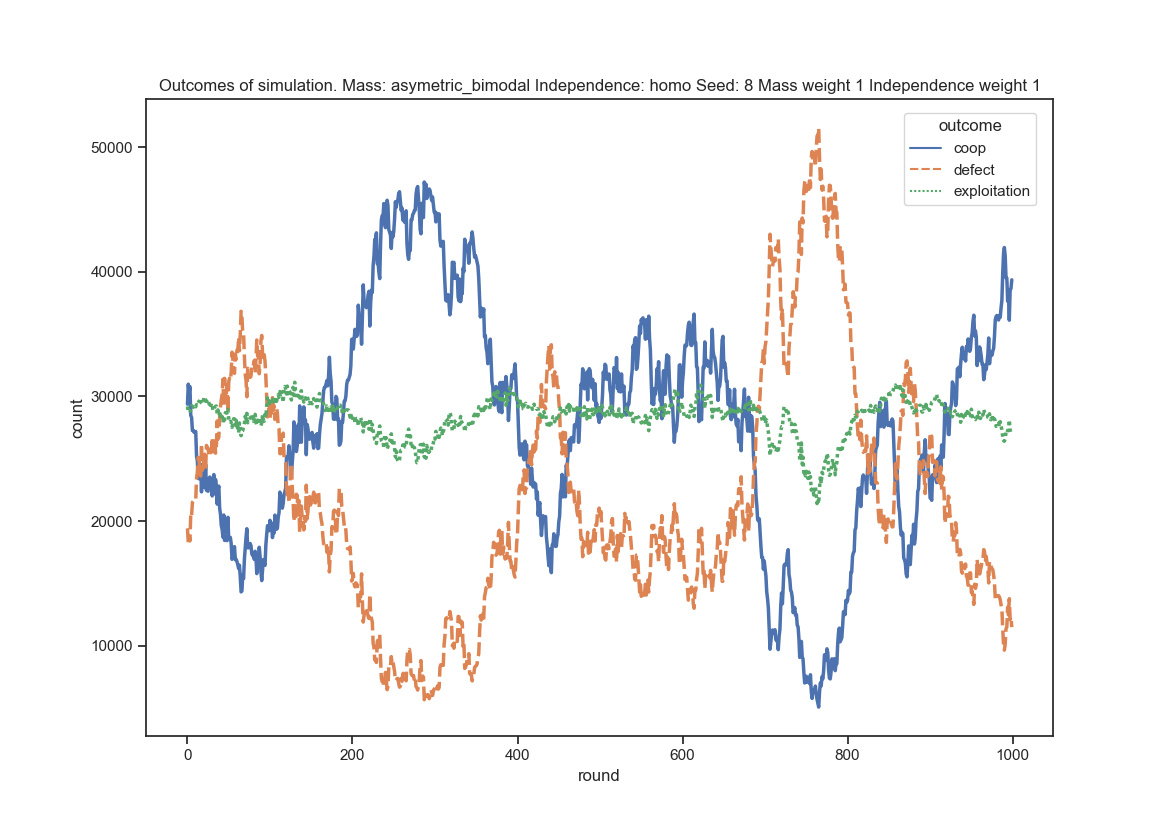 Outcomes of simulation. Mass: asymetric_bimodal Independence: homo Seed: 8 Mass weight 1 Independence weight 1
outcome
coop
defect
exploitation
count
50000
40000
30000
20000
10000
0 200 400 600 800 1000
round